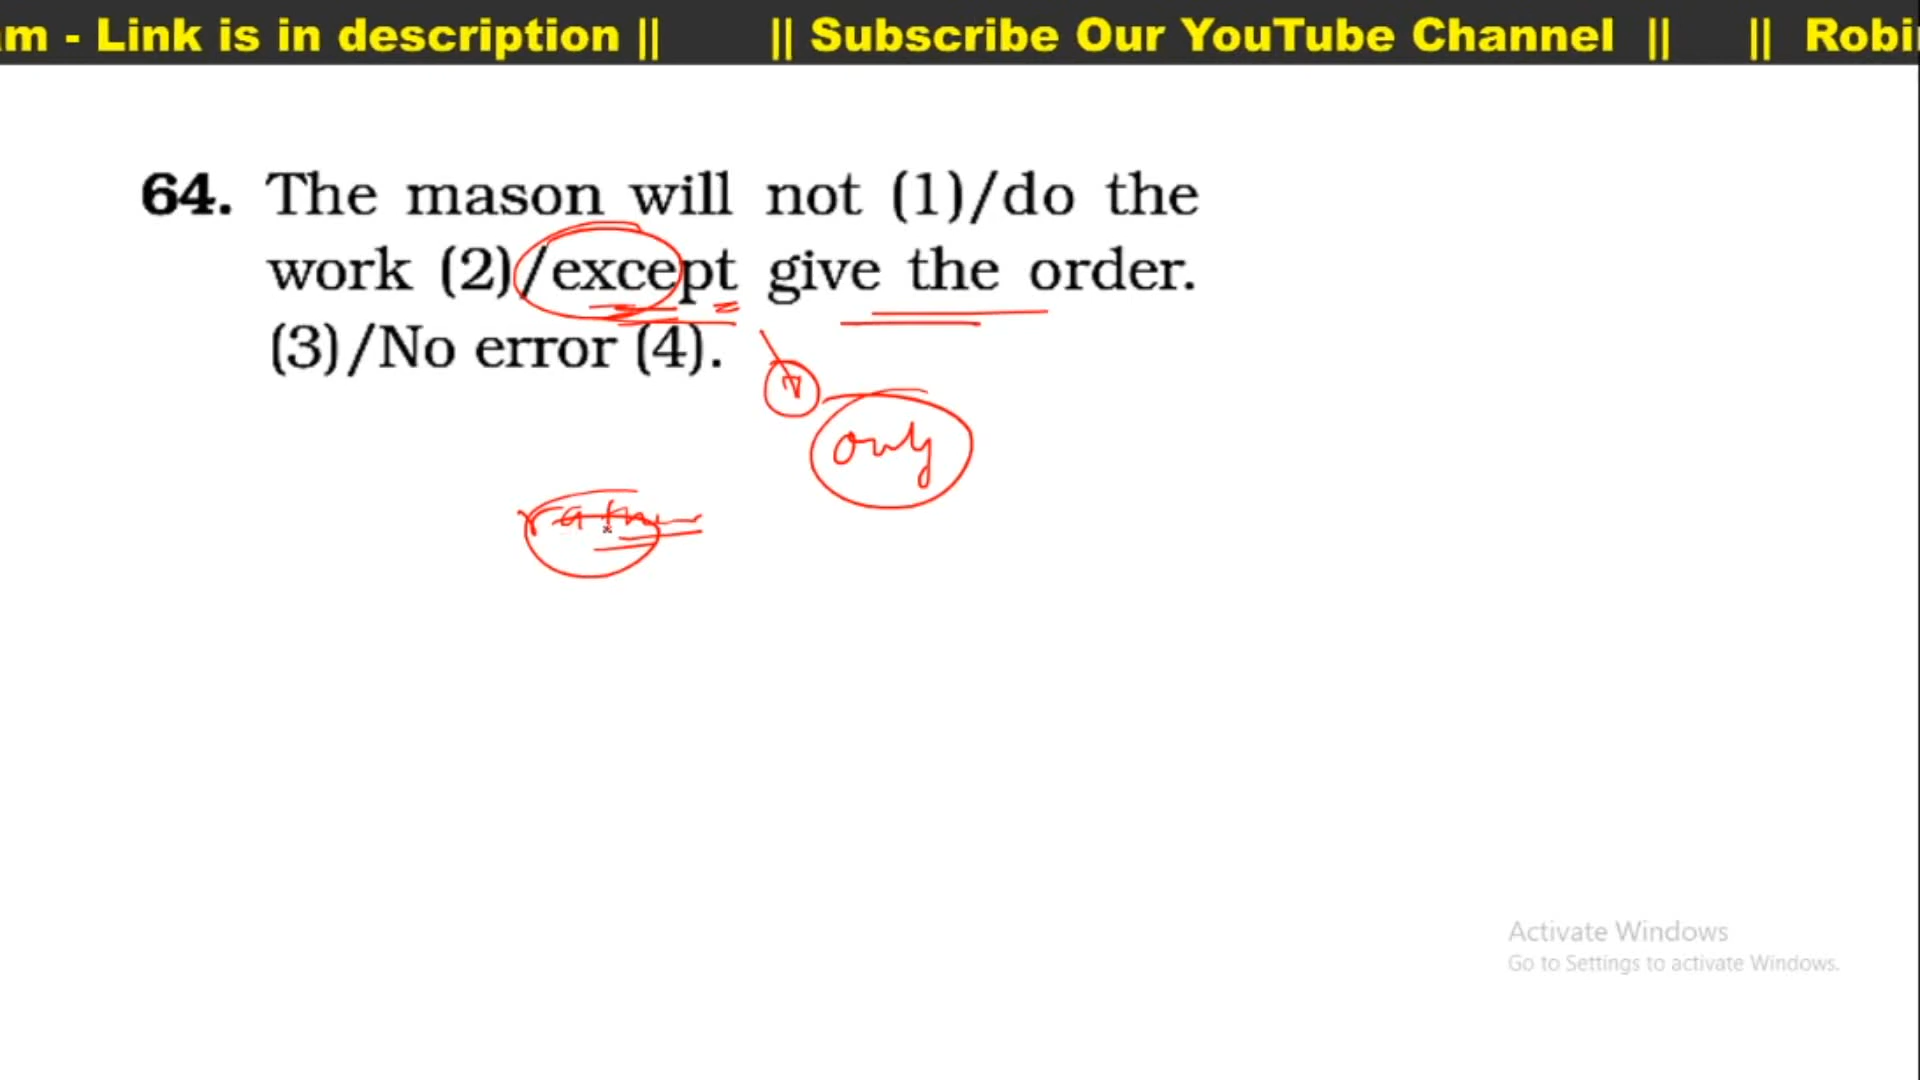 am - Link is in description || || Subscribe Our YouTube Channel || || Robi
64. The mason will not (1)/do the
work (2)/except give the order.
(3)/No error (4).
only
rather
Activate Windows
Go to Settings to activate Windows.